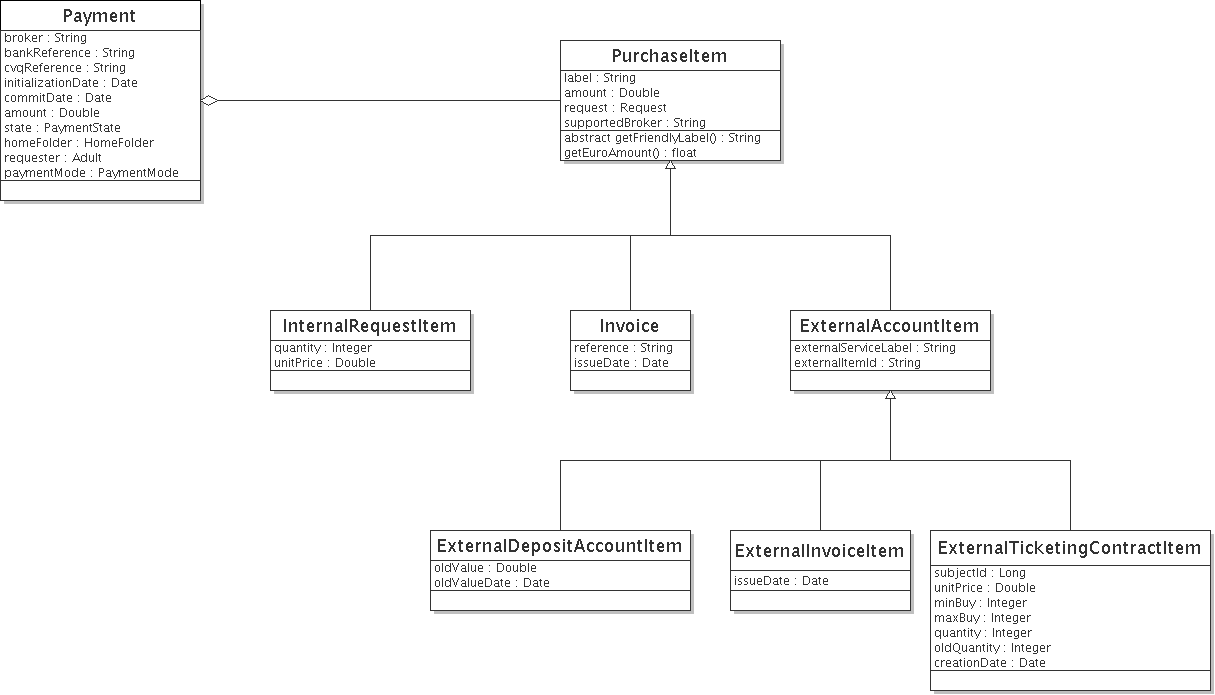 Payment
broker : String
bankReference : String
cvqReference : String
initializationDate : Date
commitDate : Date
amount : Double
state : PaymentState
homeFolder : HomeFolder
requester : Adult
paymentMode : PaymentMode
PurchaseItem
label : String
amount : Double
request : Request
supportedBroker : String
abstract getFriendlyLabel() : String
getEuroAmount() : float
InternalRequestItem
quantity : Integer
unitPrice : Double
Invoice
reference : String
issueDate : Date
ExternalAccountItem
externalServiceLabel : String
externalItemId : String
ExternalDepositAccountItem
oldValue : Double
oldValueDate : Date
ExternalInvoiceItem
issueDate : Date
ExternalTicketingContractItem
subjectId : Long
unitPrice : Double
minBuy : Integer
maxBuy : Integer
quantity : Integer
oldQuantity : Integer
creationDate : Date